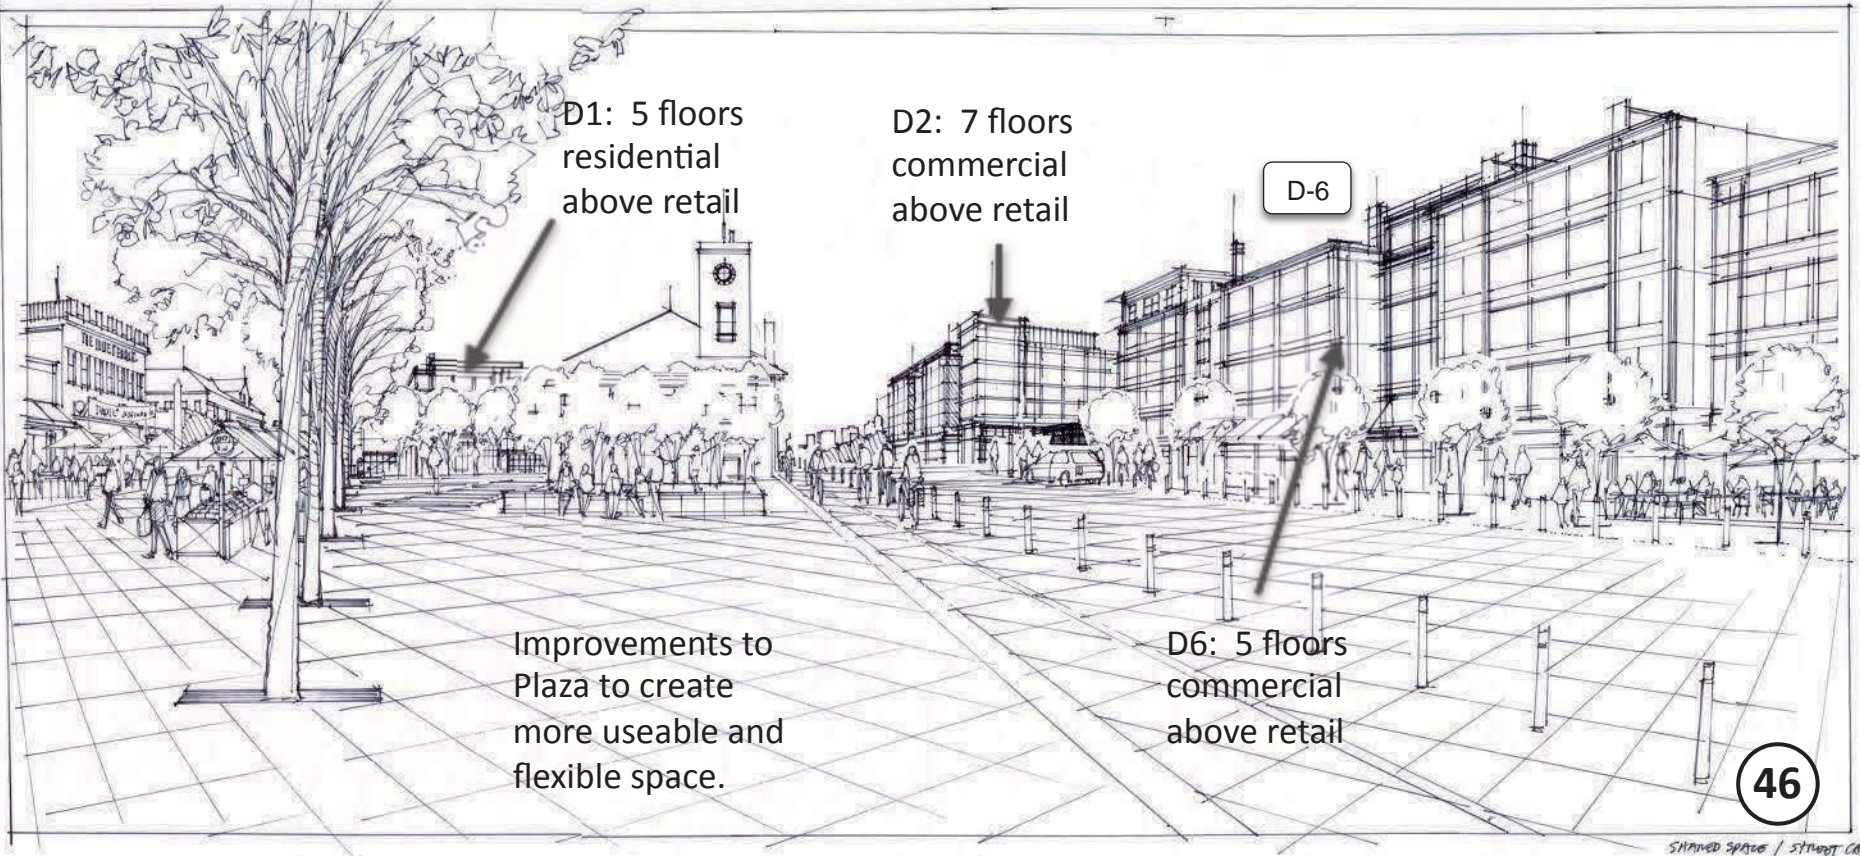 D1: 5 floors
residential
above retail
D2: 7 floors
commercial
above retail
D-6
Improvements to
Plaza to create
more useable and
flexible space.
D6: 5 floors
commercial
above retail
46
SHARED SPACE / STREET